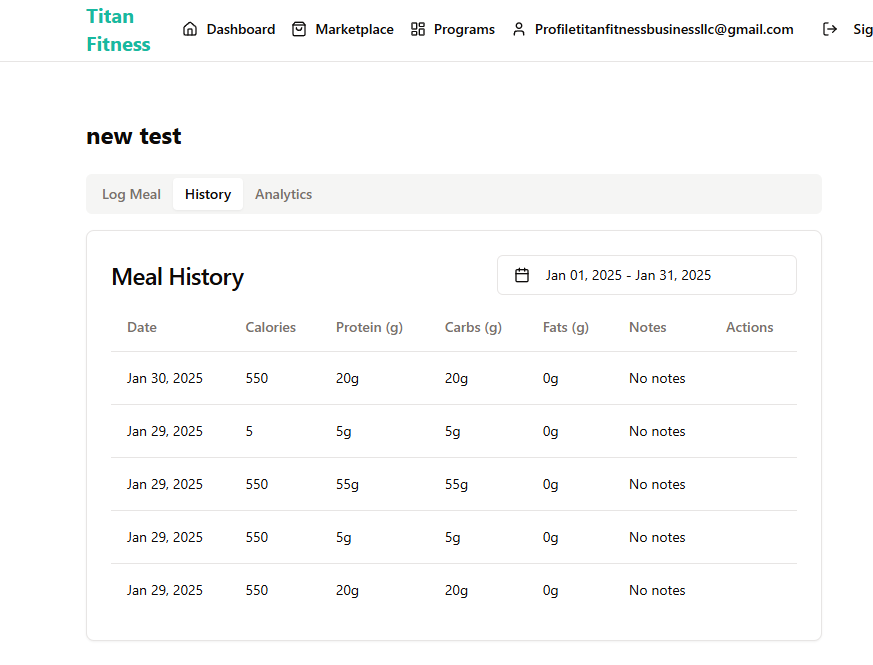 Titan
Fitness
Dashboard Marketplace Programs Profiletitanfitnessbusinessllc@gmail.com Sig
new test
Log Meal History Analytics
Meal History Jan 01, 2025 - Jan 31, 2025
Date Calories Protein (g) Carbs (g) Fats (g) Notes Actions
Jan 30, 2025 550 20g 20g 0g No notes
Jan 29, 2025 5 5g 5g 0g No notes
Jan 29, 2025 550 55g 55g 0g No notes
Jan 29, 2025 550 5g 5g 0g No notes
Jan 29, 2025 550 20g 20g 0g No notes